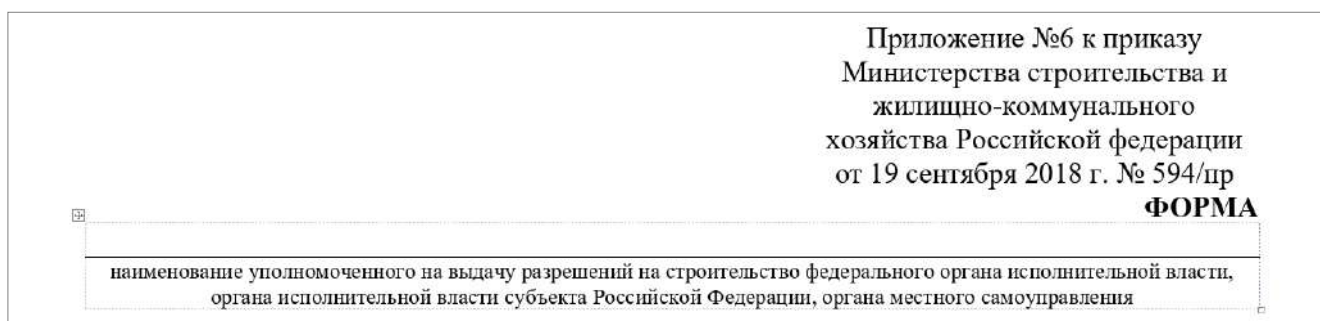 Приложение №6 к приказу
Министерства строительства и
жилищно-коммунального
хозяйства Российской федерации
от 19 сентября 2018 г. № 594/пр
ФОРМА
наименование уполномоченного на выдачу разрешений на строительство федерального органа исполнительной власти,
органа исполнительной власти субъекта Российской Федерации, органа местного самоуправления